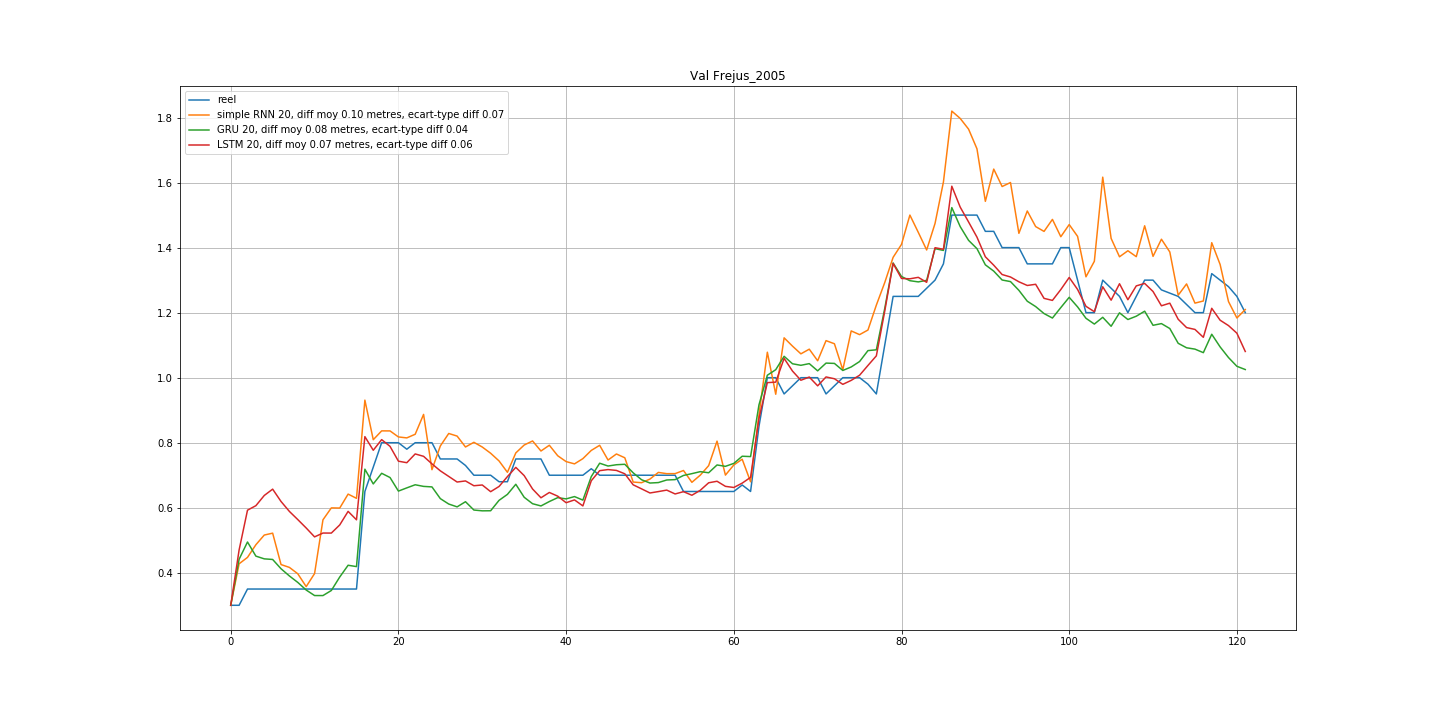 Val Frejus_2005
reel
simple RNN 20, diff moy 0.10 metres, ecart-type diff 0.07
GRU 20, diff moy 0.08 metres, ecart-type diff 0.04
LSTM 20, diff moy 0.07 metres, ecart-type diff 0.06
1.8
1.6
1.4
1.2
1.0
0.8
0.6
0.4
0 20 40 60 80 100 120